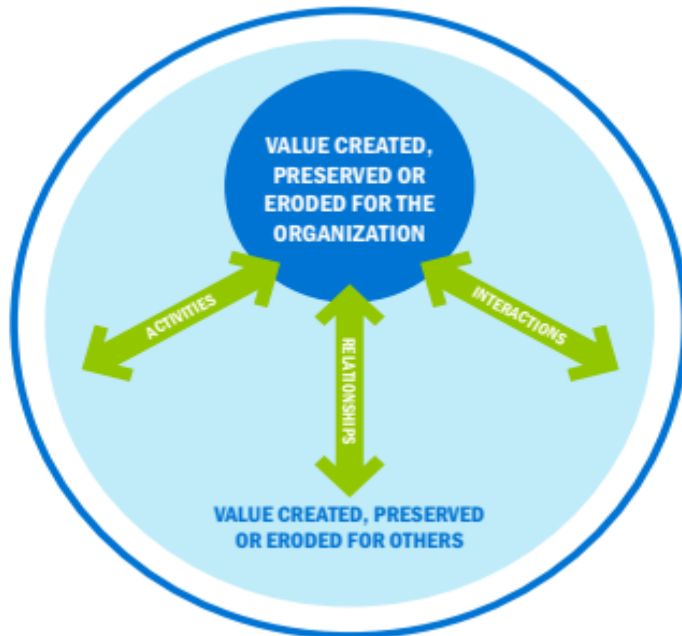 VALUE CREATED,
PRESERVED OR
ERODED FOR THE
ORGANIZATION
ACTIVITIES
RELATIONSHIPS
INTERACTIONS
VALUE CREATED, PRESERVED
OR ERODED FOR OTHERS